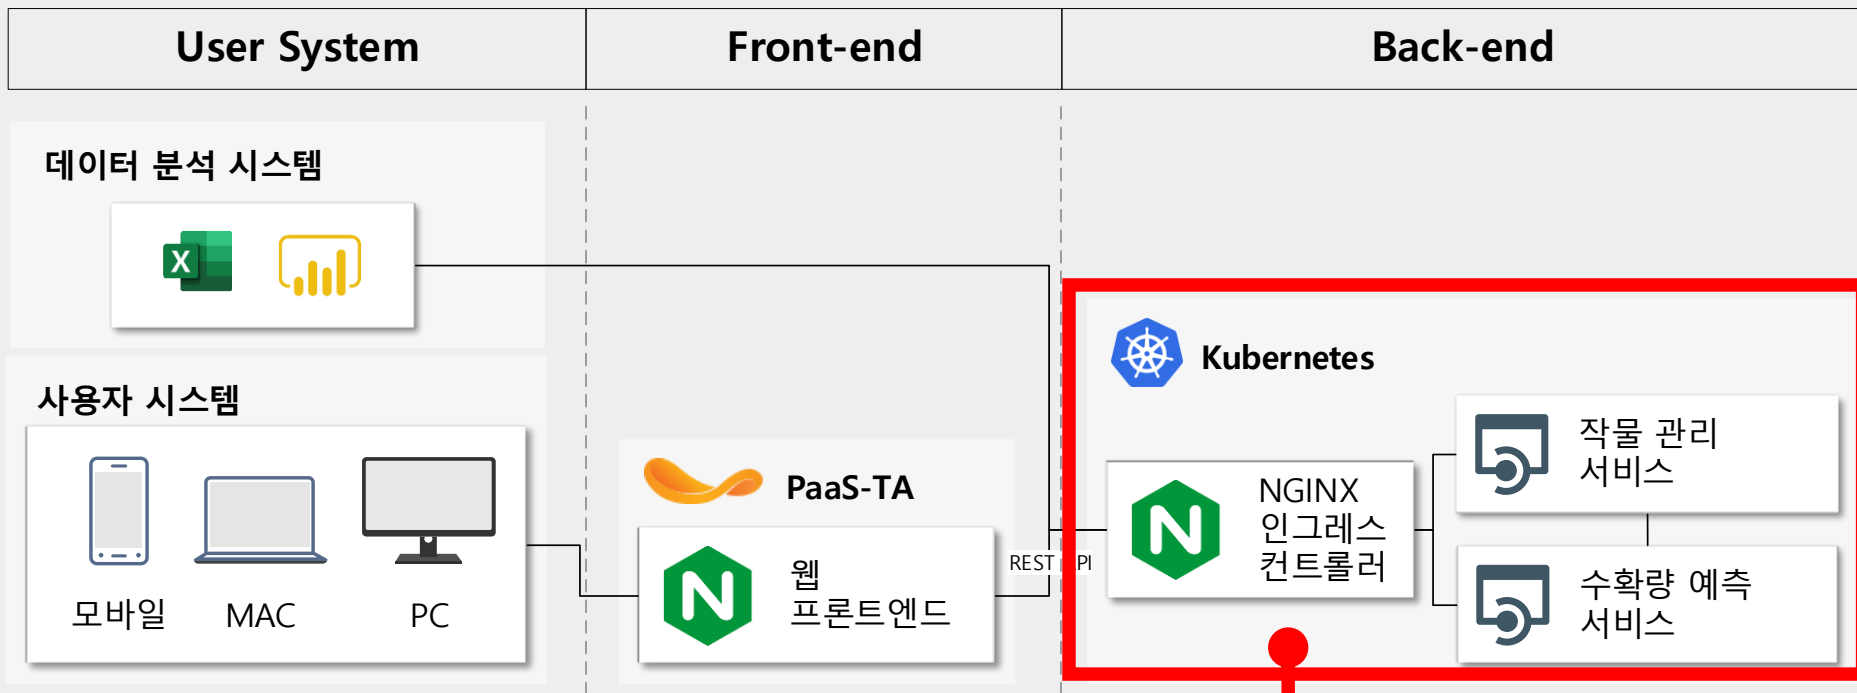 User System
Front-end
Back-end
데이터 분석 시스템
X
사용자 시스템
모바일
MAC
PC
PaaS-TA
N
웹
프론트엔드
REST API
Kubernetes
N
NGINX
인그레스
컨트롤러
작물 관리
서비스
수확량 예측
서비스